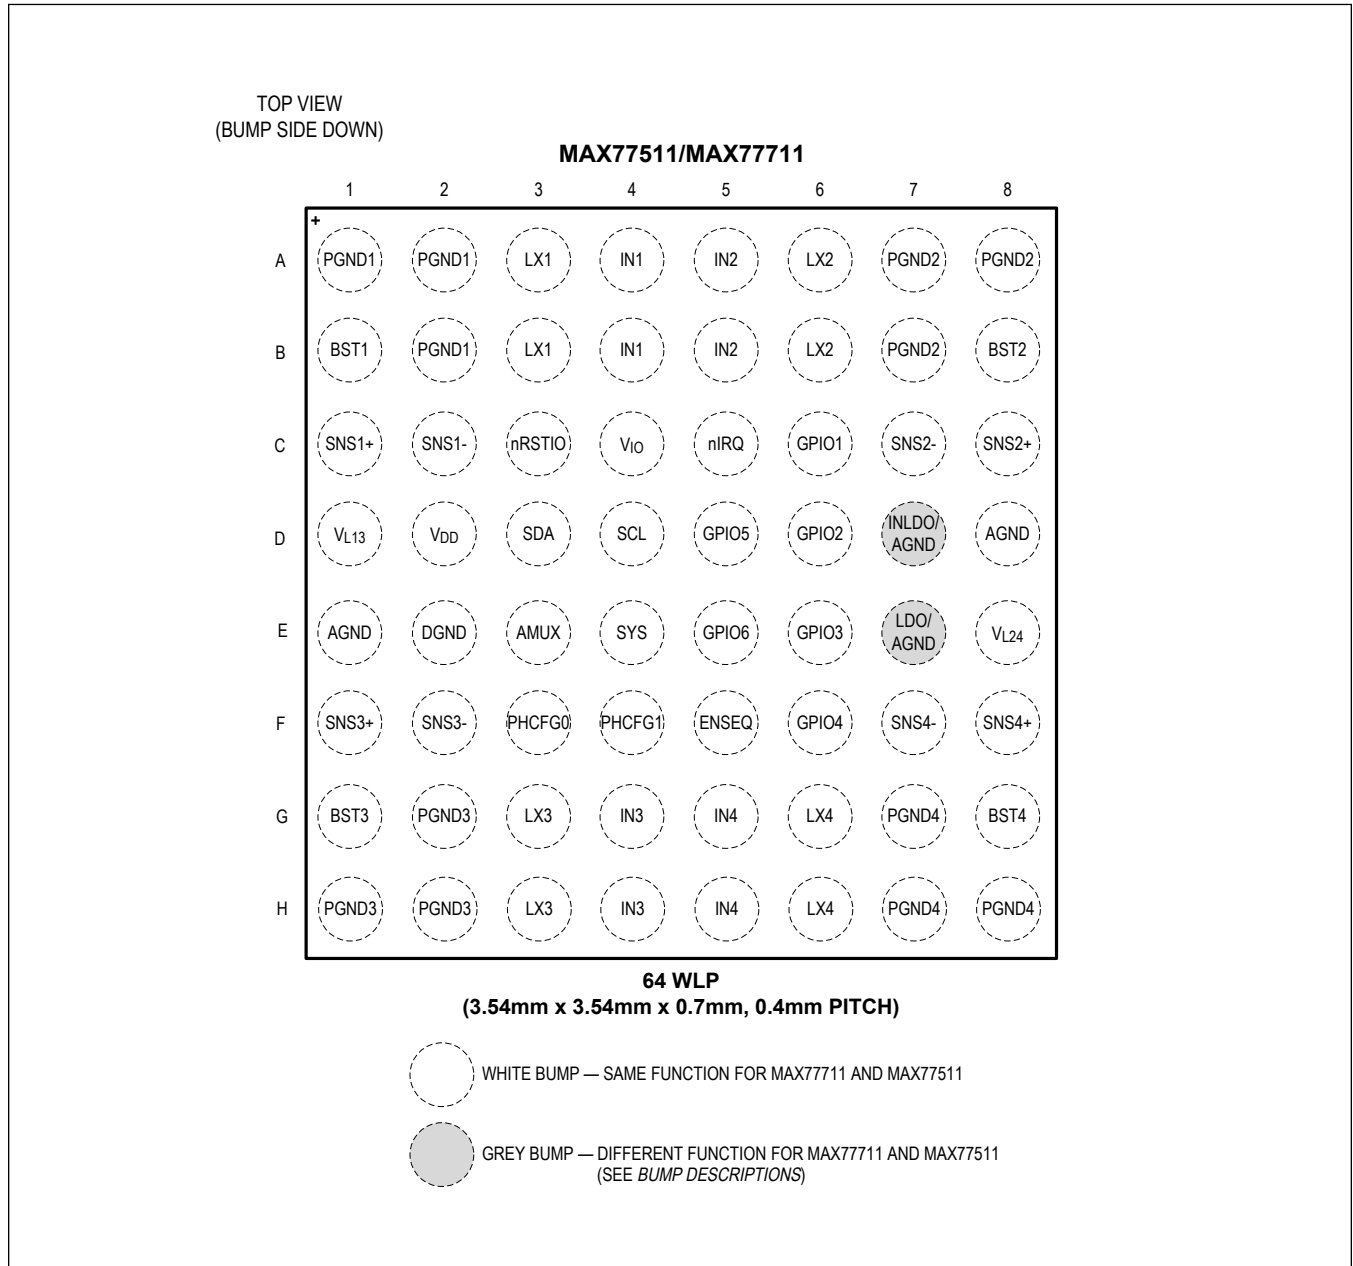 TOP VIEW
(BUMP SIDE DOWN)
MAX77511/MAX77711
1 2 3 4 5 6 7 8
+
A PGND1 PGND1 LX1 IN1 IN2 LX2 PGND2 PGND2
B BST1 PGND1 LX1 IN1 IN2 LX2 PGND2 BST2
C SNS1+ SNS1- nRSTIO VIO nIRQ GPIO1 SNS2- SNS2+
D VL13 VDD SDA SCL GPIO5 GPIO2 INLDO/ AGND AGND
E AGND DGND AMUX SYS GPIO6 GPIO3 LDO/ AGND VL24
F SNS3+ SNS3- PHCFG0 PHCFG1 ENSEQ GPIO4 SNS4- SNS4+
G BST3 PGND3 LX3 IN3 IN4 LX4 PGND4 BST4
H PGND3 PGND3 LX3 IN3 IN4 LX4 PGND4 PGND4
64 WLP
(3.54mm x 3.54mm x 0.7mm, 0.4mm PITCH)
WHITE BUMP — SAME FUNCTION FOR MAX77711 AND MAX77511
GREY BUMP — DIFFERENT FUNCTION FOR MAX77711 AND MAX77511
(SEE BUMP DESCRIPTIONS)